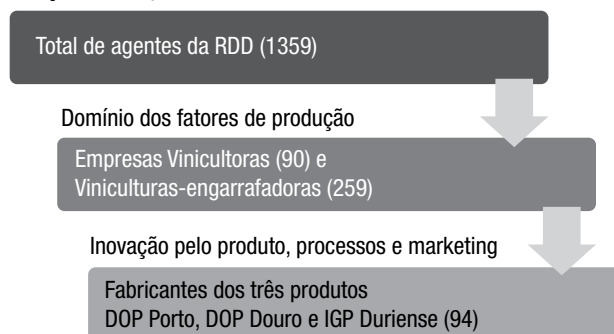 Total de agentes da RDD (1359)
Domínio dos fatores de produção
Empresas Vinicultoras (90) e
Viniculturas-engarrafadoras (259)
Inovação pelo produto, processos e marketing
Fabricantes dos três produtos
DOP Porto, DOP Douro e IGP Duriense (94)